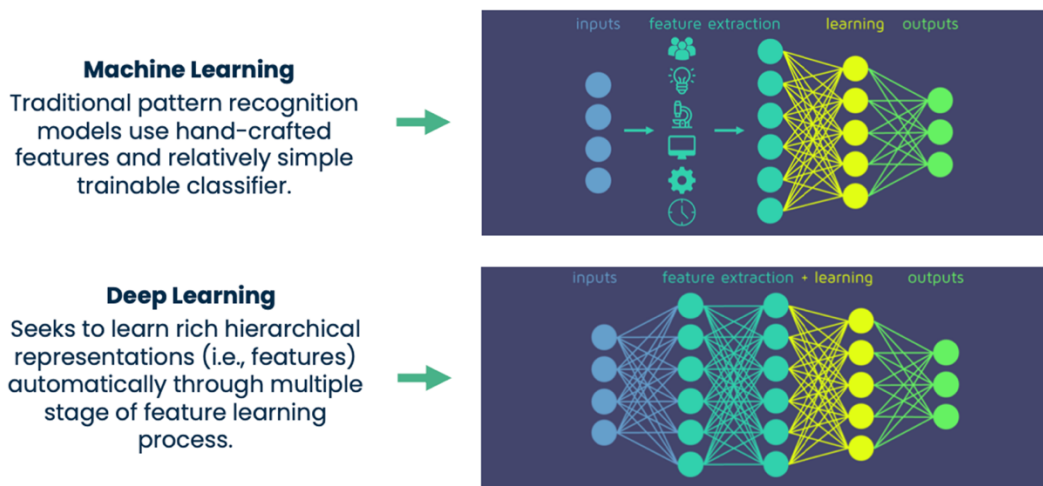 Machine Learning
Traditional pattern recognition
models use hand-crafted
features and relatively simple
trainable classifier.
inputs feature extraction learning outputs
Deep Learning
Seeks to learn rich hierarchical
representations (i.e., features)
automatically through multiple
stage of feature learning
process.
inputs feature extraction + learning outputs